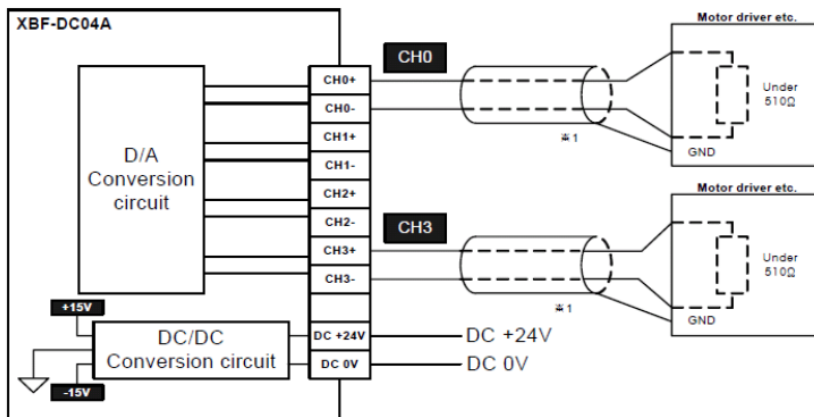 XBF-DC04A
D/A
Conversion
circuit
+15V
DC/DC
Conversion circuit
-15V
CH0+
CH0-
CH1+
CH1-
CH2+
CH2-
CH3+
CH3-
DC +24V
DC 0V
CH0
※1
Motor driver etc.
Under
510Ω
GND
CH3
※1
Motor driver etc.
Under
510Ω
GND
DC +24V
DC 0V